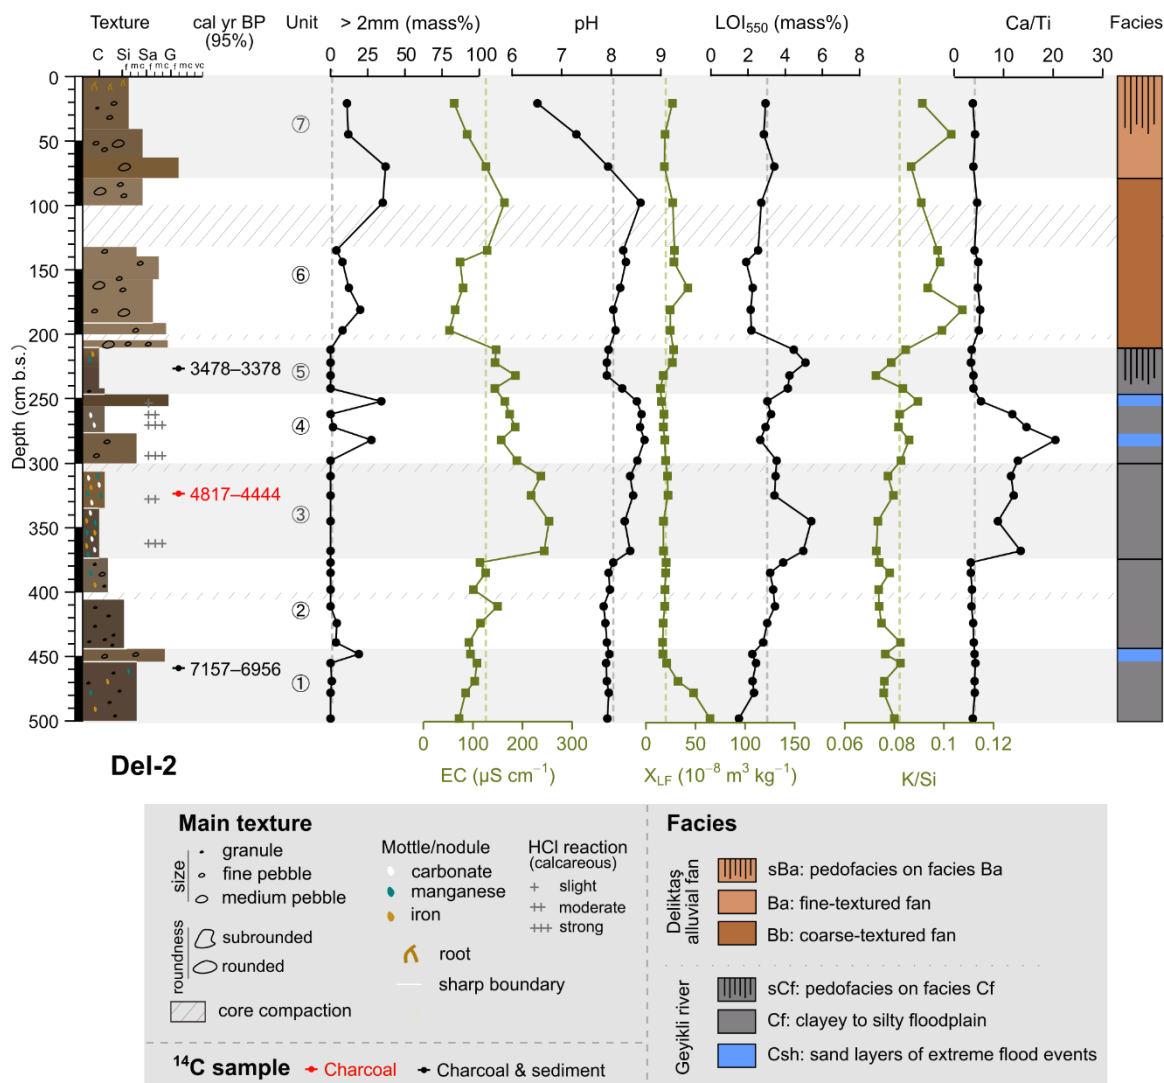 Texture
cal yr BP
(95%)
Unit
> 2mm (mass%)
pH
LOI550 (mass%)
Ca/Ti
Facies
C Si Sa G
f m c f m c f m c vc
0 25 50 75 100
6 7 8 9
0 2 4 6 8
0 10 20 30
Depth (cm b.s.)
0
50
100
150
200
250
300
350
400
450
500
⑦
⑥
3478–3378
⑤
④
4817–4444
③
②
7157–6956
①
+
++
+++
+++
++
+++
Del-2
0 100 200 300
EC (µS cm−1)
0 50 100 150
XLF (10−8 m3 kg−1)
0.06 0.08 0.1 0.12
K/Si
Main texture
size
granule
fine pebble
medium pebble
roundness
subrounded
rounded
core compaction
Mottle/nodule
carbonate
manganese
iron
root
sharp boundary
HCl reaction
(calcareous)
+ slight
++ moderate
+++ strong
14C sample
Charcoal
Charcoal & sediment
Facies
Deliktaş
alluvial fan
sBa: pedofacies on facies Ba
Ba: fine-textured fan
Bb: coarse-textured fan
Geyikli river
sCf: pedofacies on facies Cf
Cf: clayey to silty floodplain
Csh: sand layers of extreme flood events